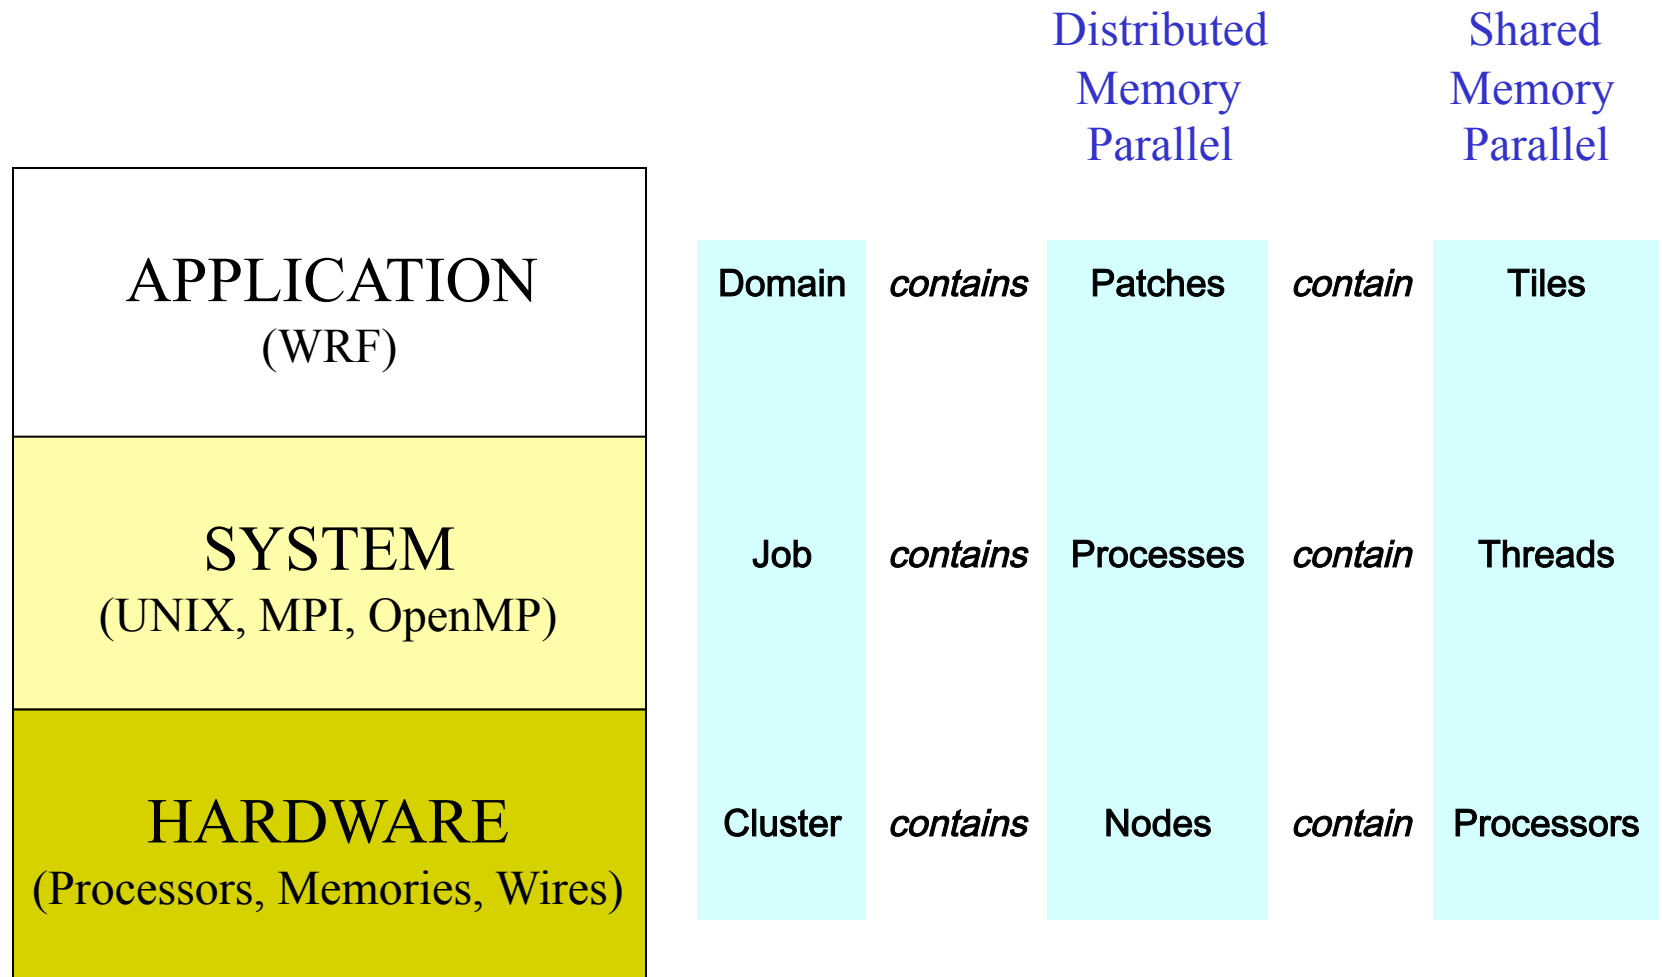 Distributed
Memory
Parallel
Shared
Memory
Parallel
APPLICATION
(WRF)
Domain contains Patches contain Tiles
SYSTEM
(UNIX, MPI, OpenMP)
Job contains Processes contain Threads
HARDWARE
(Processors, Memories, Wires)
Cluster contains Nodes contain Processors